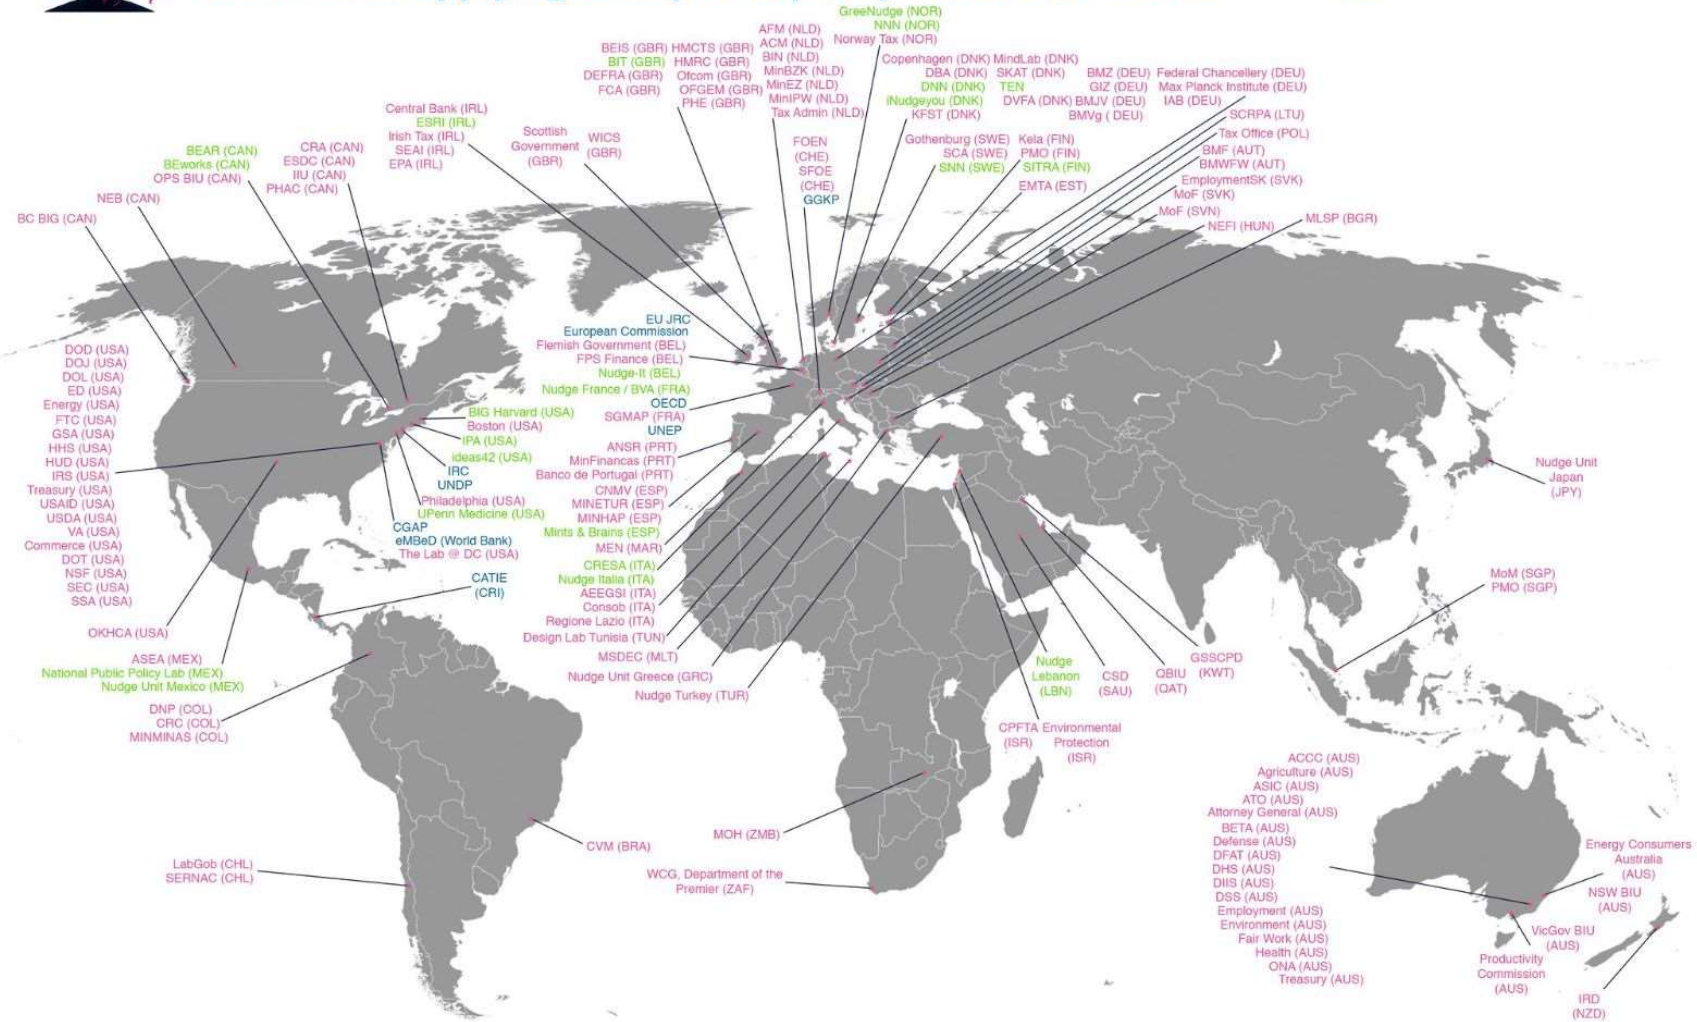 GreeNudge (NOR)
NNN (NOR)
Norway Tax (NOR)
AFM (NLD)
ACM (NLD)
BIN (NLD)
MinBZK (NLD)
MinEZ (NLD)
MinIPW (NLD)
Tax Admin (NLD)
BEIS (GBR) HMCTS (GBR)
BIT (GBR) HMRC (GBR)
DEFRA (GBR) Ofcom (GBR)
FCA (GBR) OFGEM (GBR)
PHE (GBR)
Copenhagen (DNK) MindLab (DNK)
DBA (DNK) SKAT (DNK)
DNN (DNK) TEN
iNudgeyou (DNK) DVFA (DNK)
KFST (DNK)
BMZ (DEU) Federal Chancellery (DEU)
GIZ (DEU) Max Planck Institute (DEU)
BMJV (DEU) IAB (DEU)
BMVg ( DEU)
SCRPA (LTU)
Tax Office (POL)
BMF (AUT)
BMWFW (AUT)
EmploymentSK (SVK)
MoF (SVK)
MoF (SVN)
NEFI (HUN)
MLSP (BGR)
Central Bank (IRL)
ESRI (IRL)
Irish Tax (IRL)
SEAI (IRL)
EPA (IRL)
Scottish
Government
(GBR)
WICS
(GBR)
FOEN
(CHE)
SFOE
(CHE)
GGKP
Gothenburg (SWE)
SCA (SWE)
SNN (SWE)
Kela (FIN)
PMO (FIN)
SITRA (FIN)
EMTA (EST)
BEAR (CAN)
BEworks (CAN)
OPS BIU (CAN)
CRA (CAN)
ESDC (CAN)
IIU (CAN)
PHAC (CAN)
NEB (CAN)
BC BIG (CAN)
EU JRC
European Commission
Flemish Government (BEL)
FPS Finance (BEL)
Nudge-It (BEL)
Nudge France / BVA (FRA)
OECD
SGMAP (FRA)
UNEP
ANSR (PRT)
MinFinancas (PRT)
Banco de Portugal (PRT)
CNMV (ESP)
MINETUR (ESP)
MINHAP (ESP)
Mints & Brains (ESP)
MEN (MAR)
CRESA (ITA)
Nudge Italia (ITA)
AEEGSI (ITA)
Consob (ITA)
Regione Lazio (ITA)
Design Lab Tunisia (TUN)
MSDEC (MLT)
Nudge Unit Greece (GRC)
Nudge Turkey (TUR)
DOD (USA)
DOJ (USA)
DOL (USA)
ED (USA)
Energy (USA)
FTC (USA)
GSA (USA)
HHS (USA)
HUD (USA)
IRS (USA)
Treasury (USA)
USAID (USA)
USDA (USA)
VA (USA)
Commerce (USA)
DOT (USA)
NSF (USA)
SEC (USA)
SSA (USA)
OKHCA (USA)
BIG Harvard (USA)
Boston (USA)
IPA (USA)
ideas42 (USA)
IRC
UNDP
Philadelphia (USA)
UPenn Medicine (USA)
CGAP
eMBeD (World Bank)
The Lab @ DC (USA)
CATIE
(CRI)
ASEA (MEX)
National Public Policy Lab (MEX)
Nudge Unit Mexico (MEX)
DNP (COL)
CRC (COL)
MINMINAS (COL)
LabGob (CHL)
SERNAC (CHL)
CVM (BRA)
MOH (ZMB)
WCG, Department of the
Premier (ZAF)
Nudge
Lebanon
(LBN)
CPFTA
(ISR)
Environmental
Protection
(ISR)
CSD
(SAU)
QBIU
(QAT)
GSSCPD
(KWT)
Nudge Unit
Japan
(JPY)
MoM (SGP)
PMO (SGP)
ACCC (AUS)
Agriculture (AUS)
ASIC (AUS)
ATO (AUS)
Attorney General (AUS)
BETA (AUS)
Defense (AUS)
DFAT (AUS)
DHS (AUS)
DIIS (AUS)
DSS (AUS)
Employment (AUS)
Environment (AUS)
Fair Work (AUS)
Health (AUS)
ONA (AUS)
Treasury (AUS)
Energy Consumers
Australia
(AUS)
NSW BIU
(AUS)
VicGov BIU
(AUS)
Productivity
Commission
(AUS)
IRD
(NZD)